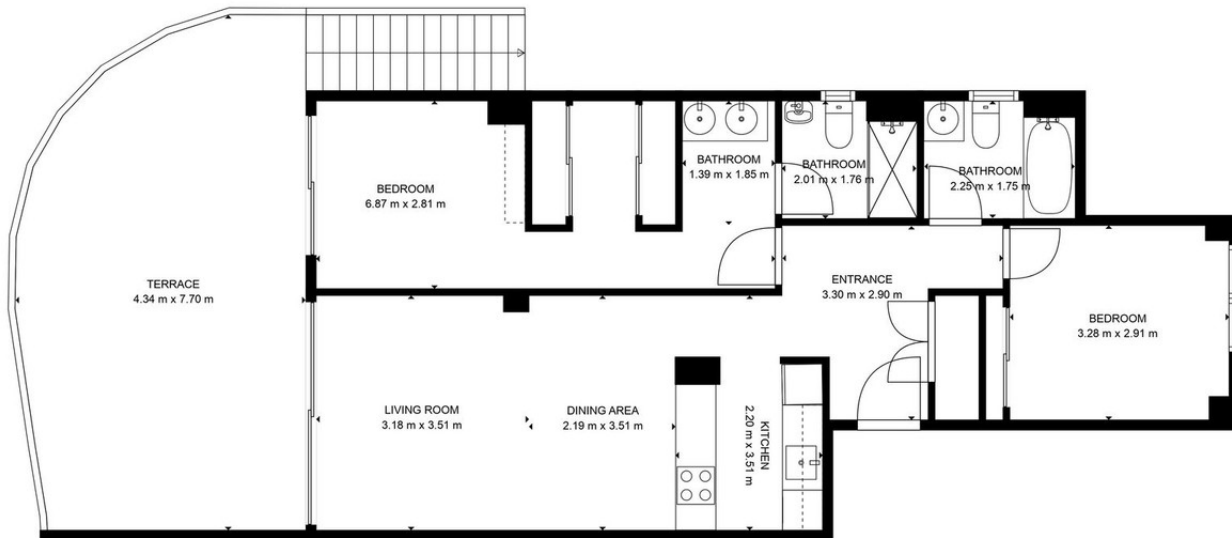 BATHROOM
1.39 m x 1.85 m
BATHROOM
2.01 m x 1.76 m
BATHROOM
2.25 m x 1.75 m
BEDROOM
6.87 m x 2.81 m
TERRACE
4.34 m x 7.70 m
ENTRANCE
3.30 m x 2.90 m
BEDROOM
3.28 m x 2.91 m
LIVING ROOM
3.18 m x 3.51 m
DINING AREA
2.19 m x 3.51 m
KITCHEN
2.20 m x 3.51 m